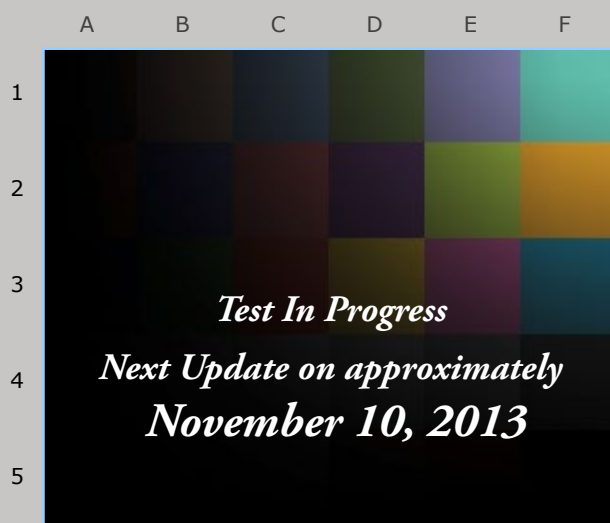 A B C D E F
1
2
3
Test In Progress
4
Next Update on approximately
November 10, 2013
5